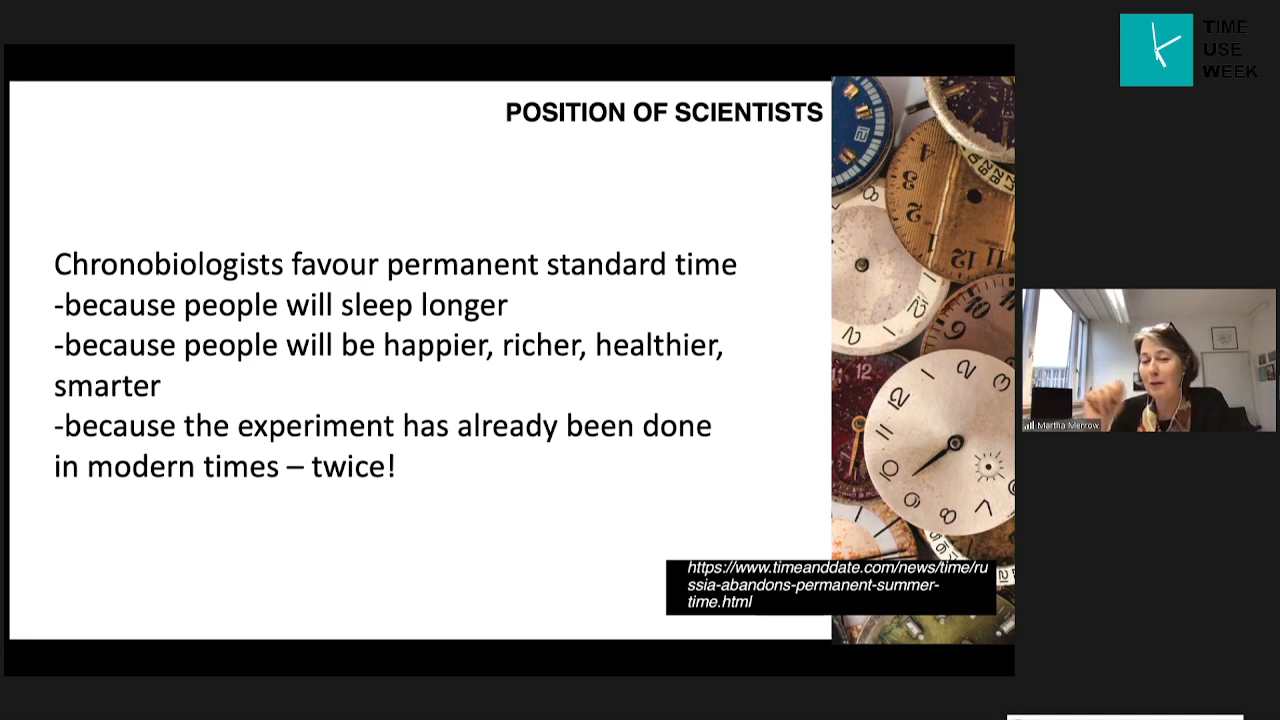 TIME
USE
WEEK
POSITION OF SCIENTISTS
Chronobiologists favour permanent standard time
-because people will sleep longer
-because people will be happier, richer, healthier,
smarter
-because the experiment has already been done
in modern times – twice!
https://www.timeanddate.com/news/time/ru
ssia-abandons-permanent-summer-
time.html
Martha Merrow